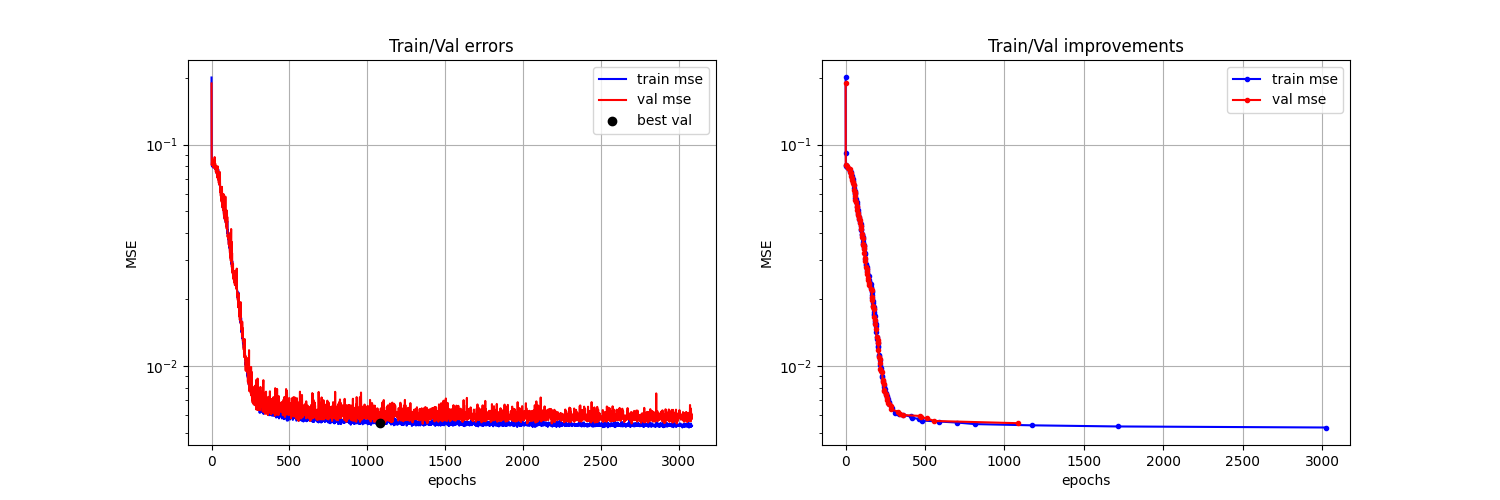 Train/Val errors
train mse
val mse
best val
10⁻¹
10⁻²
MSE
0 500 1000 1500 2000 2500 3000
epochs
Train/Val improvements
train mse
val mse
10⁻¹
10⁻²
MSE
0 500 1000 1500 2000 2500 3000
epochs